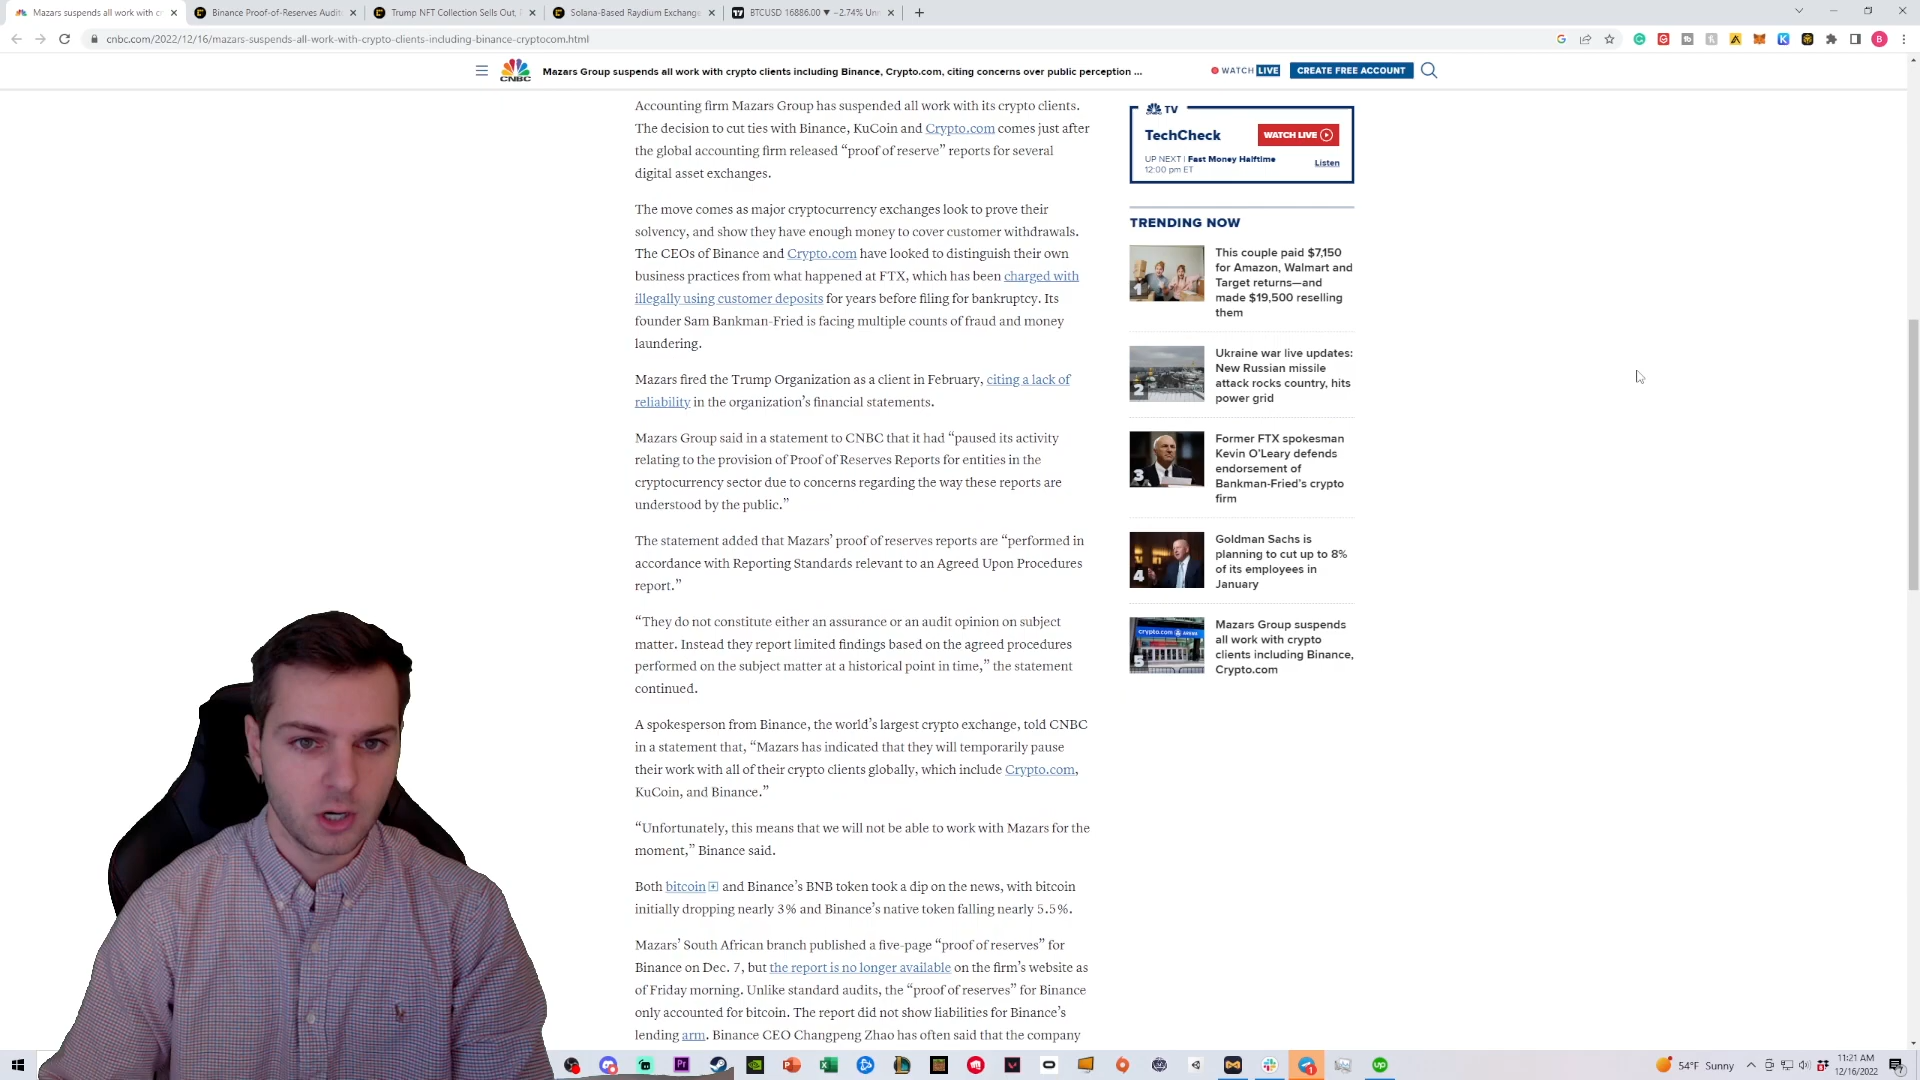 Mazars suspends all work with cr
Binance Proof-of-Reserves Audit
Trump NFT Collection Sells Out,
Solana-Based Raydium Exchange
BTCUSD 16886.00 ▼ −2.74% Unn
cnbc.com/2022/12/16/mazars-suspends-all-work-with-crypto-clients-including-binance-cryptocom.html
CNBC
Mazars Group suspends all work with crypto clients including Binance, Crypto.com, citing concerns over public perception ...
WATCH LIVE
CREATE FREE ACCOUNT
Accounting firm Mazars Group has suspended all work with its crypto clients.
The decision to cut ties with Binance, KuCoin and Crypto.com comes just after
the global accounting firm released “proof of reserve” reports for several
digital asset exchanges.
The move comes as major cryptocurrency exchanges look to prove their
solvency, and show they have enough money to cover customer withdrawals.
The CEOs of Binance and Crypto.com have looked to distinguish their own
business practices from what happened at FTX, which has been charged with
illegally using customer deposits for years before filing for bankruptcy. Its
founder Sam Bankman-Fried is facing multiple counts of fraud and money
laundering.
Mazars fired the Trump Organization as a client in February, citing a lack of
reliability in the organization’s financial statements.
Mazars Group said in a statement to CNBC that it had “paused its activity
relating to the provision of Proof of Reserves Reports for entities in the
cryptocurrency sector due to concerns regarding the way these reports are
understood by the public.”
The statement added that Mazars’ proof of reserves reports are “performed in
accordance with Reporting Standards relevant to an Agreed Upon Procedures
report.”
“They do not constitute either an assurance or an audit opinion on subject
matter. Instead they report limited findings based on the agreed procedures
performed on the subject matter at a historical point in time,” the statement
continued.
A spokesperson from Binance, the world’s largest crypto exchange, told CNBC
in a statement that, “Mazars has indicated that they will temporarily pause
their work with all of their crypto clients globally, which include Crypto.com,
KuCoin, and Binance.”
“Unfortunately, this means that we will not be able to work with Mazars for the
moment,” Binance said.
Both bitcoin and Binance’s BNB token took a dip on the news, with bitcoin
initially dropping nearly 3% and Binance’s native token falling nearly 5.5%.
Mazars’ South African branch published a five-page “proof of reserves” for
Binance on Dec. 7, but the report is no longer available on the firm’s website as
of Friday morning. Unlike standard audits, the “proof of reserves” for Binance
only accounted for bitcoin. The report did not show liabilities for Binance’s
lending arm. Binance CEO Changpeng Zhao has often said that the company
TV
TechCheck
WATCH LIVE
UP NEXT | Fast Money Halftime
12:00 pm ET
Listen
TRENDING NOW
1
This couple paid $7,150
for Amazon, Walmart and
Target returns—and
made $19,500 reselling
them
2
Ukraine war live updates:
New Russian missile
attack rocks country, hits
power grid
3
Former FTX spokesman
Kevin O’Leary defends
endorsement of
Bankman-Fried’s crypto
firm
4
Goldman Sachs is
planning to cut up to 8%
of its employees in
January
crypto.com ARENA
5
Mazars Group suspends
all work with crypto
clients including Binance,
Crypto.com
54°F Sunny
11:21 AM
12/16/2022